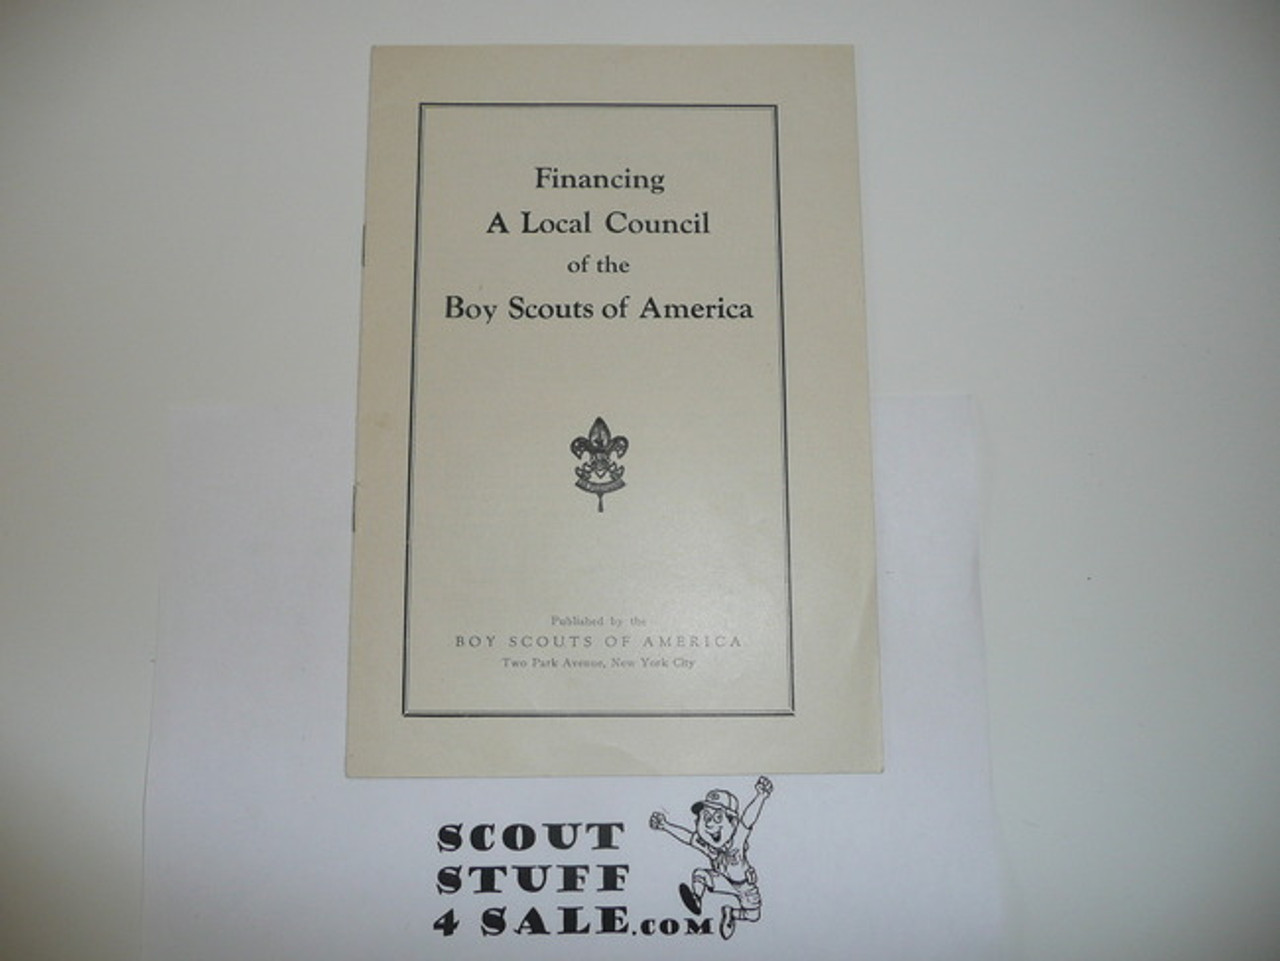 Financing
A Local Council
of the
Boy Scouts of America
Published by the
BOY SCOUTS OF AMERICA
Two Park Avenue, New York City
SCOUT
STUFF
4 SALE.COM